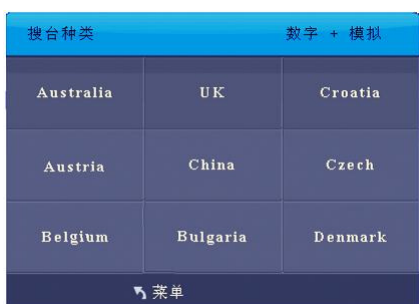 搜台种类 数字 + 模拟
Australia UK Croatia
Austria China Czech
Belgium Bulgaria Denmark
菜单